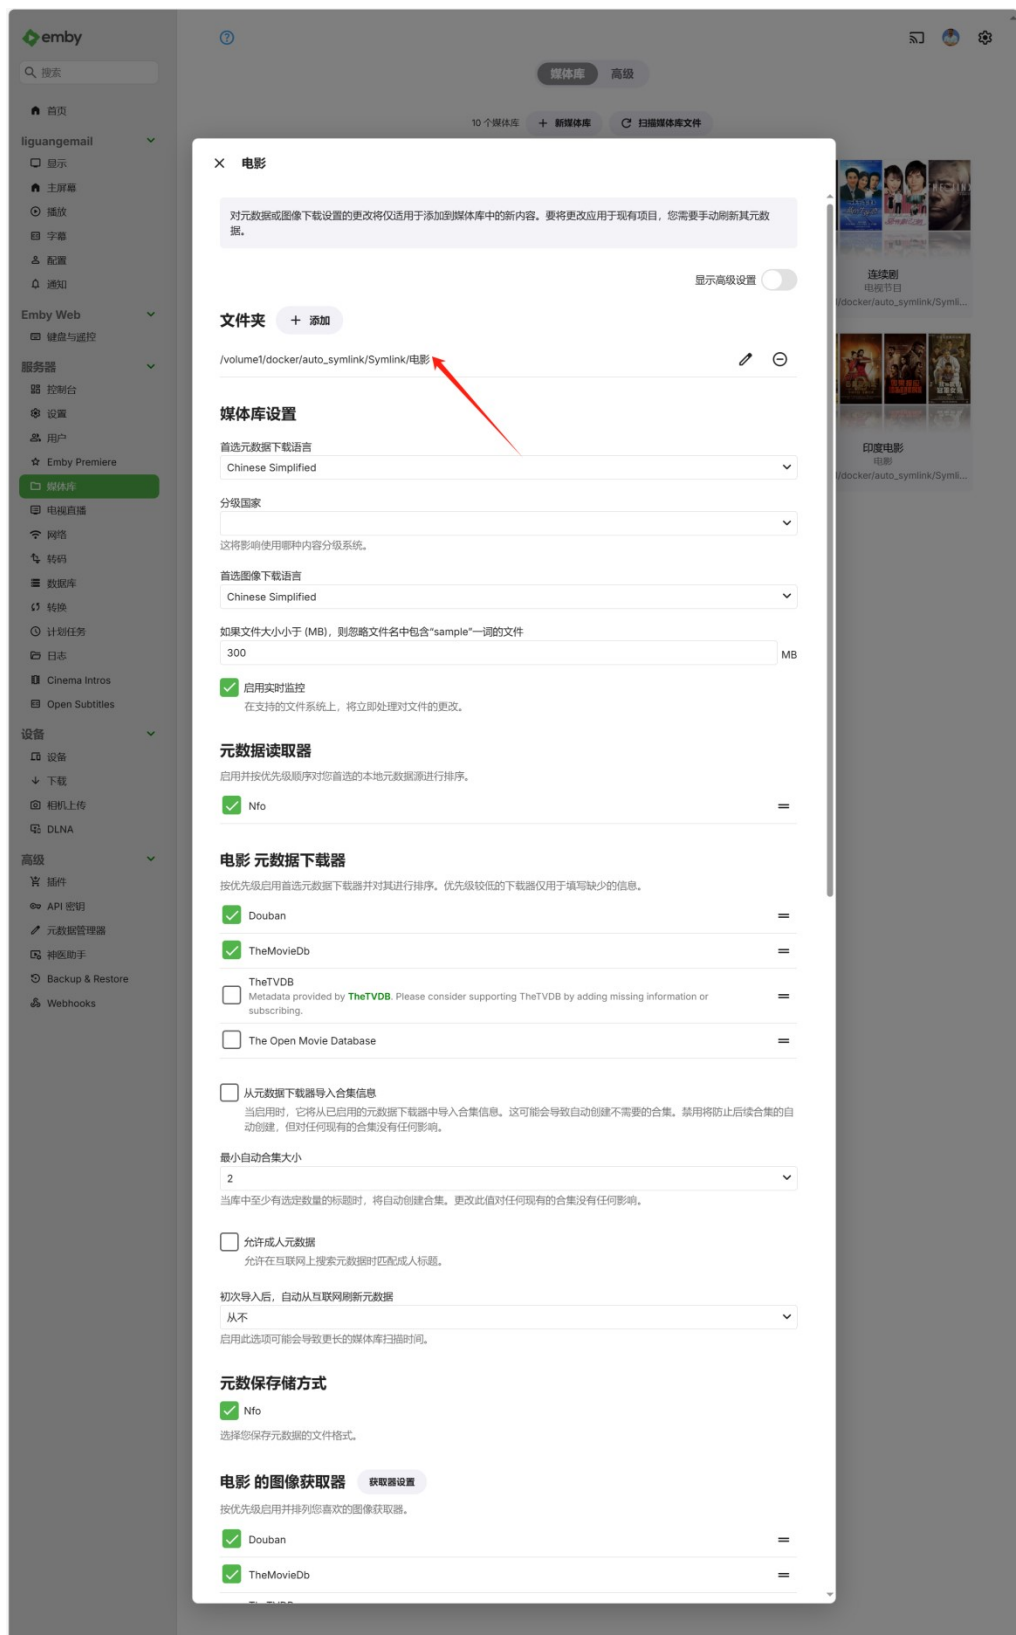 emby
搜索
媒体库
高级
首页
10 个媒体库
+ 新媒体库
扫描媒体库文件
liguangemail
显示
主屏幕
播放
字幕
配置
通知
Emby Web
键盘与遥控
服务器
控制台
设置
用户
Emby Premiere
媒体库
电视直播
网络
转码
数据库
转换
计划任务
日志
Cinema Intros
Open Subtitles
设备
设备
下载
相机上传
DLNA
高级
插件
API 密钥
元数据管理器
神医助手
Backup & Restore
Webhooks
电影
对元数据或图像下载设置的更改将仅适用于添加到媒体库中的新内容。要将更改应用于现有项目，您需要手动刷新其元数
据。
显示高级设置
文件夹
+ 添加
/volume1/docker/auto_symlink/Symlink/电影
媒体库设置
首选元数据下载语言
Chinese Simplified
分级国家
这将影响使用哪种内容分级系统。
首选图像下载语言
Chinese Simplified
如果文件大小小于 (MB)，则忽略文件名中包含“sample”一词的文件
300
MB
启用实时监控
在支持的文件系统上，将立即处理对文件的更改。
元数据读取器
启用并按优先级顺序对您首选的本地元数据源进行排序。
Nfo
电影 元数据下载器
按优先级启用首选元数据下载器并对其进行排序。优先级较低的下载器仅用于填写缺少的信息。
Douban
TheMovieDb
TheTVDB
Metadata provided by TheTVDB. Please consider supporting TheTVDB by adding missing information or
subscribing.
The Open Movie Database
从元数据下载器导入合集信息
当启用时，它将从已启用的元数据下载器中导入合集信息。这可能会导致自动创建不需要的合集。禁用将防止后续合集的自
动创建，但对任何现有的合集没有任何影响。
最小自动合集大小
2
当库中至少有选定数量的标题时，将自动创建合集。更改此值对任何现有的合集没有任何影响。
允许成人元数据
允许在互联网上搜索元数据时匹配成人标题。
初次导入后，自动从互联网刷新元数据
从不
启用此选项可能会导致更长的媒体库扫描时间。
元数保存储方式
Nfo
选择您保存元数据的文件格式。
电影 的图像获取器
获取器设置
按优先级启用并排列您喜欢的图像获取器。
Douban
TheMovieDb
连续剧
电视节目
/docker/auto_symlink/Symli...
印度电影
电影
/docker/auto_symlink/Symli...